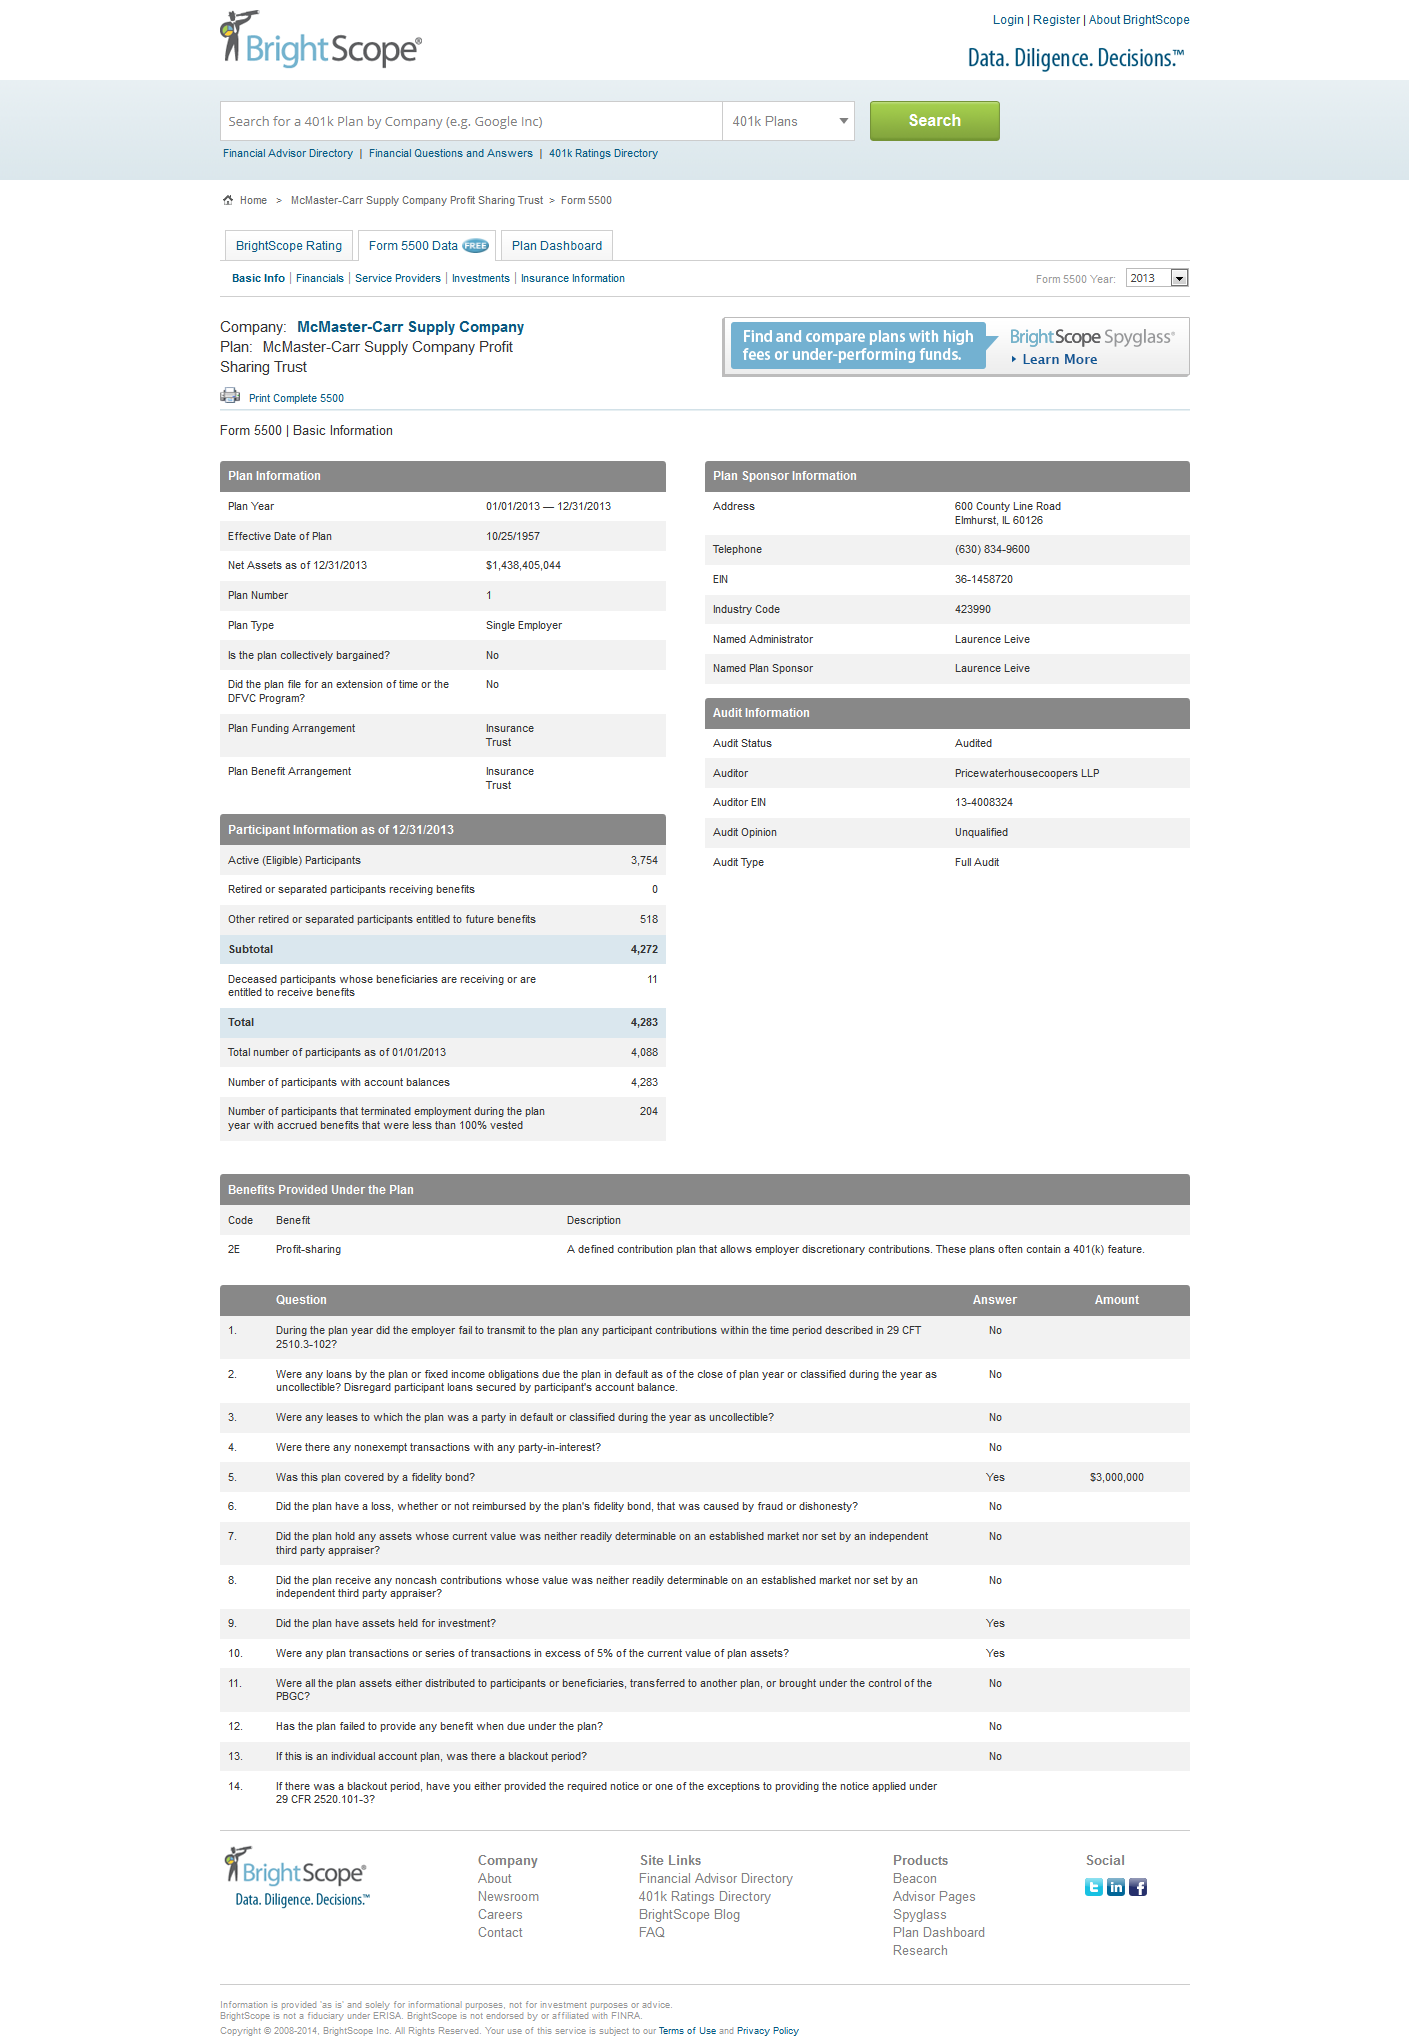 Login | Register | About BrightScope
BrightScope®
Data. Diligence. Decisions.™
Search for a 401k Plan by Company (e.g. Google Inc) 401k Plans Search
Financial Advisor Directory | Financial Questions and Answers | 401k Ratings Directory
Home > McMaster-Carr Supply Company Profit Sharing Trust > Form 5500
BrightScope Rating Form 5500 Data FREE Plan Dashboard
Basic Info | Financials | Service Providers | Investments | Insurance Information Form 5500 Year: 2013
Company: McMaster-Carr Supply Company
Plan: McMaster-Carr Supply Company Profit
Sharing Trust
Find and compare plans with high
fees or under-performing funds.
BrightScope Spyglass®
Learn More
Print Complete 5500
Form 5500 | Basic Information
Plan Information
Plan Year 01/01/2013 — 12/31/2013
Effective Date of Plan 10/25/1957
Net Assets as of 12/31/2013 $1,438,405,044
Plan Number 1
Plan Type Single Employer
Is the plan collectively bargained? No
Did the plan file for an extension of time or the No
DFVC Program?
Plan Funding Arrangement Insurance
Trust
Plan Benefit Arrangement Insurance
Trust
Participant Information as of 12/31/2013
Active (Eligible) Participants 3,754
Retired or separated participants receiving benefits 0
Other retired or separated participants entitled to future benefits 518
Subtotal 4,272
Deceased participants whose beneficiaries are receiving or are 11
entitled to receive benefits
Total 4,283
Total number of participants as of 01/01/2013 4,088
Number of participants with account balances 4,283
Number of participants that terminated employment during the plan 204
year with accrued benefits that were less than 100% vested
Plan Sponsor Information
Address 600 County Line Road
Elmhurst, IL 60126
Telephone (630) 834-9600
EIN 36-1458720
Industry Code 423990
Named Administrator Laurence Leive
Named Plan Sponsor Laurence Leive
Audit Information
Audit Status Audited
Auditor Pricewaterhousecoopers LLP
Auditor EIN 13-4008324
Audit Opinion Unqualified
Audit Type Full Audit
Benefits Provided Under the Plan
Code Benefit Description
2E Profit-sharing A defined contribution plan that allows employer discretionary contributions. These plans often contain a 401(k) feature.
Question Answer Amount
1. During the plan year did the employer fail to transmit to the plan any participant contributions within the time period described in 29 CFT No
2510.3-102?
2. Were any loans by the plan or fixed income obligations due the plan in default as of the close of plan year or classified during the year as No
uncollectible? Disregard participant loans secured by participant's account balance.
3. Were any leases to which the plan was a party in default or classified during the year as uncollectible? No
4. Were there any nonexempt transactions with any party-in-interest? No
5. Was this plan covered by a fidelity bond? Yes $3,000,000
6. Did the plan have a loss, whether or not reimbursed by the plan's fidelity bond, that was caused by fraud or dishonesty? No
7. Did the plan hold any assets whose current value was neither readily determinable on an established market nor set by an independent No
third party appraiser?
8. Did the plan receive any noncash contributions whose value was neither readily determinable on an established market nor set by an No
independent third party appraiser?
9. Did the plan have assets held for investment? Yes
10. Were any plan transactions or series of transactions in excess of 5% of the current value of plan assets? Yes
11. Were all the plan assets either distributed to participants or beneficiaries, transferred to another plan, or brought under the control of the No
PBGC?
12. Has the plan failed to provide any benefit when due under the plan? No
13. If this is an individual account plan, was there a blackout period? No
14. If there was a blackout period, have you either provided the required notice or one of the exceptions to providing the notice applied under
29 CFR 2520.101-3?
BrightScope®
Data. Diligence. Decisions.™
Company
About
Newsroom
Careers
Contact
Site Links
Financial Advisor Directory
401k Ratings Directory
BrightScope Blog
FAQ
Products
Beacon
Advisor Pages
Spyglass
Plan Dashboard
Research
Social
Information is provided 'as is' and solely for informational purposes, not for investment purposes or advice.
BrightScope is not a fiduciary under ERISA. BrightScope is not endorsed by or affiliated with FINRA.
Copyright © 2008-2014, BrightScope Inc. All Rights Reserved. Your use of this service is subject to our Terms of Use and Privacy Policy